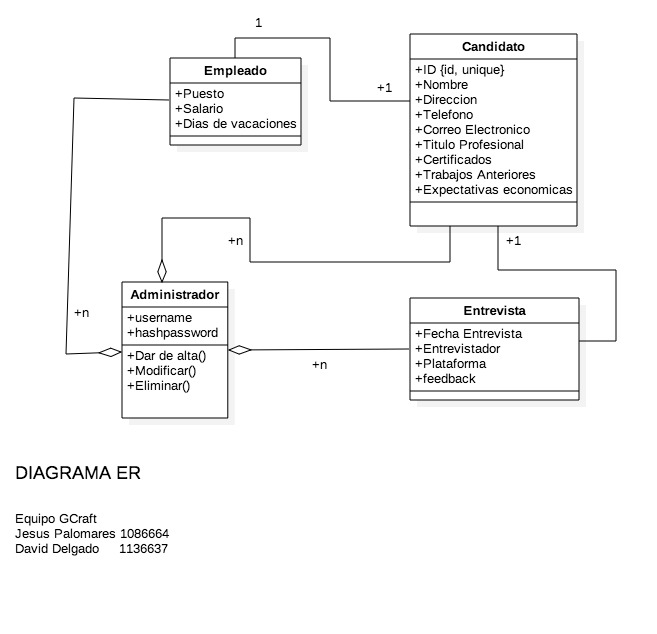 1
Empleado
+Puesto
+Salario
+Dias de vacaciones
+1
Candidato
+ID {id, unique}
+Nombre
+Direccion
+Telefono
+Correo Electronico
+Titulo Profesional
+Certificados
+Trabajos Anteriores
+Expectativas economicas
+n
+1
+n
Administrador
+username
+hashpassword
+Dar de alta()
+Modificar()
+Eliminar()
+n
Entrevista
+Fecha Entrevista
+Entrevistador
+Plataforma
+feedback
DIAGRAMA ER
Equipo GCraft
Jesus Palomares 1086664
David Delgado 1136637